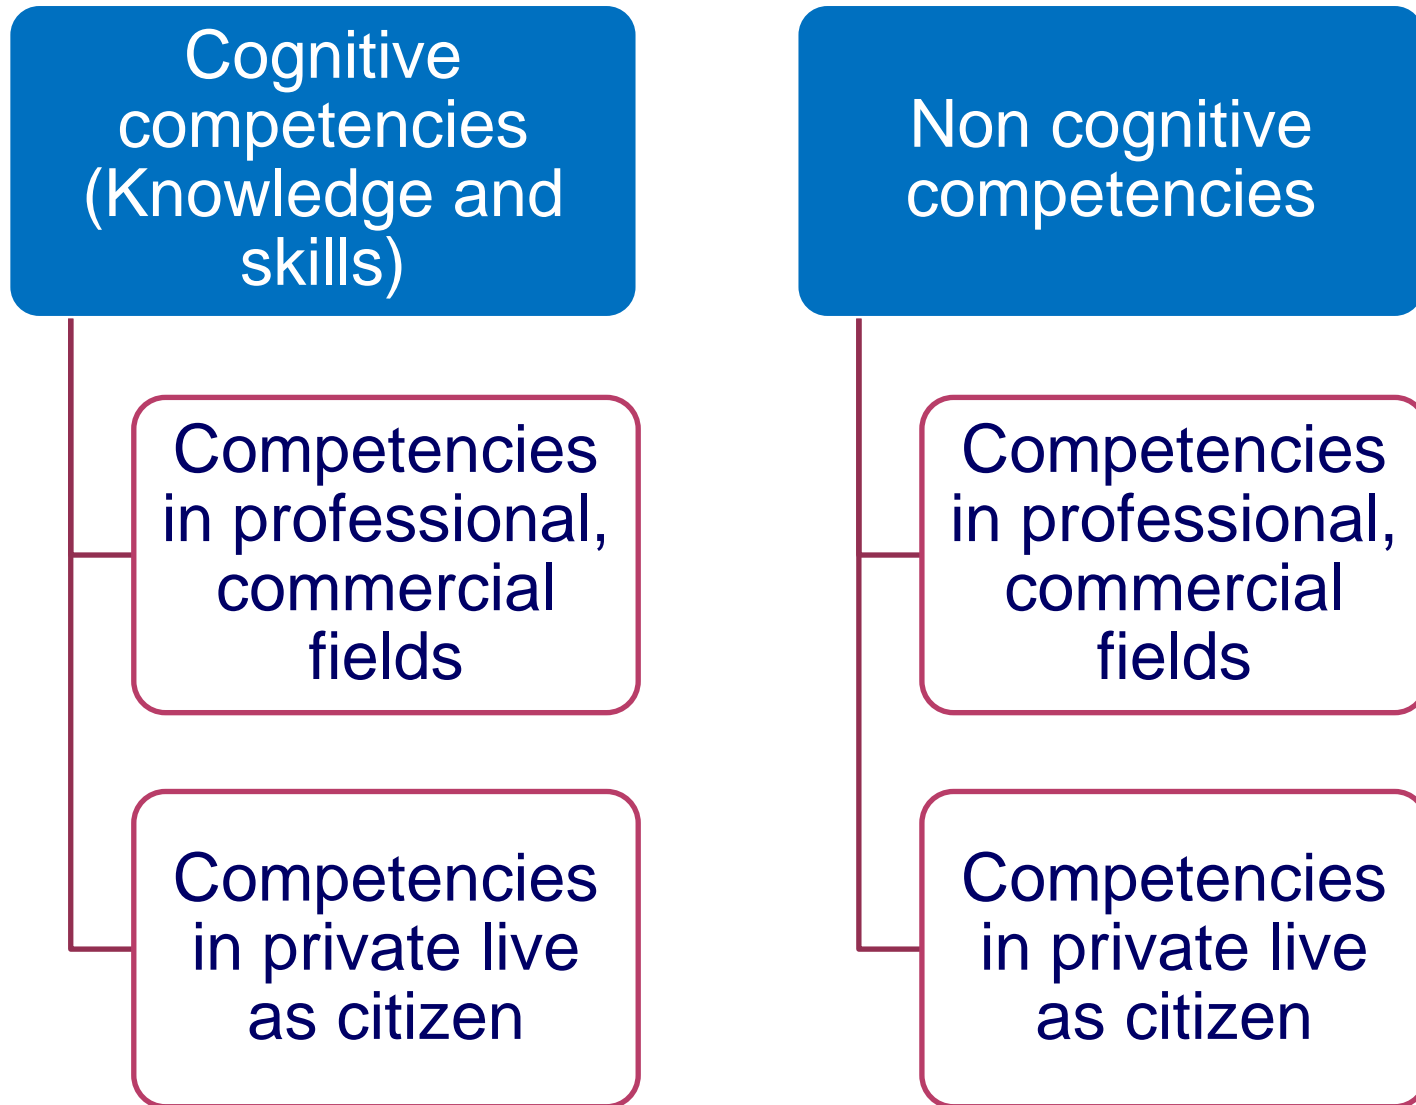 Cognitive
competencies
(Knowledge and
skills)
Competencies
in professional,
commercial
fields
Competencies
in private live
as citizen
Non cognitive
competencies
Competencies
in professional,
commercial
fields
Competencies
in private live
as citizen